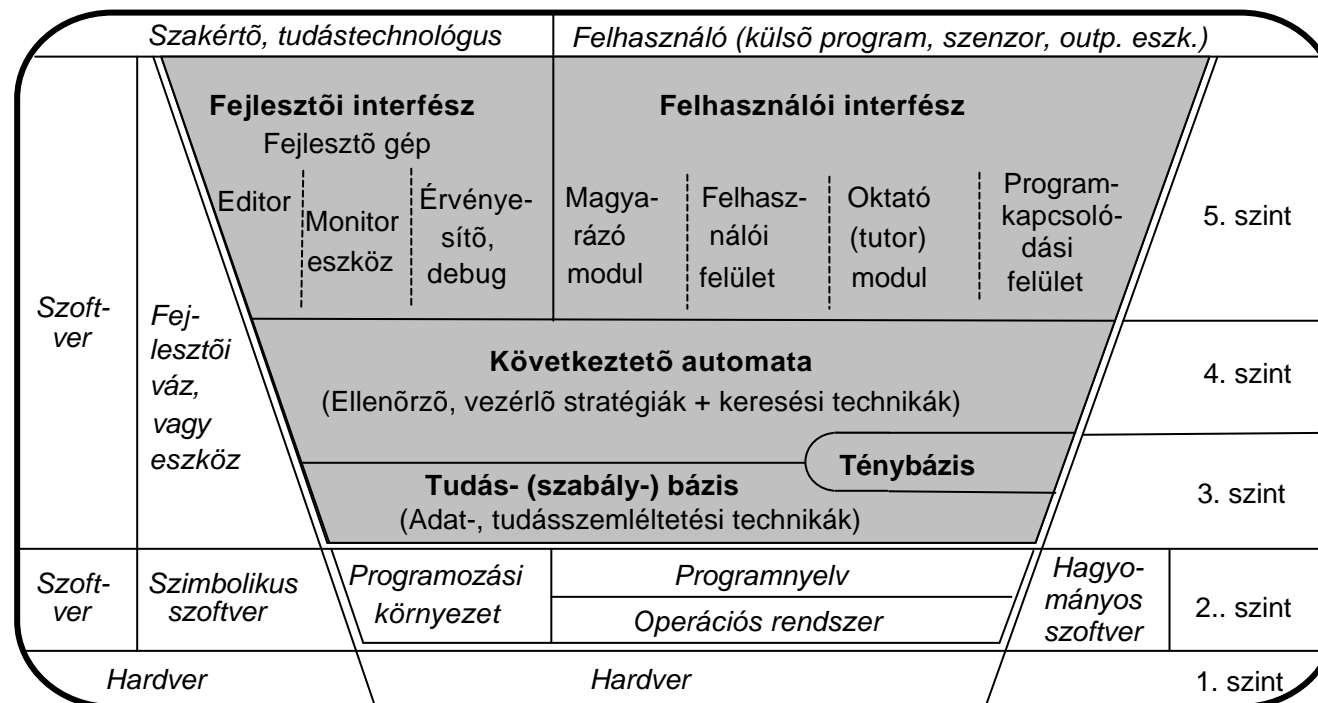 Szakértõ, tudástechnológus
Felhasználó (külsõ program, szenzor, outp. eszk.)
Fejlesztõi interfész
Fejlesztõ gép
Editor
Monitor
eszköz
Érvénye-
sítõ,
debug
Felhasználói interfész
Magya-
rázó
modul
Felhasz-
nálói
felület
Oktató
(tutor)
modul
Program-
kapcsoló-
dási
felület
5. szint
Szoft-
ver
Fej-
lesztõi
váz,
vagy
eszköz
Következtetõ automata
(Ellenõrzõ, vezérlõ stratégiák + keresési technikák)
4. szint
Ténybázis
Tudás- (szabály-) bázis
(Adat-, tudásszemléltetési technikák)
3. szint
Szoft-
ver
Szimbolikus
szoftver
Programozási
környezet
Programnyelv
Operációs rendszer
Hagyo-
mányos
szoftver
2.. szint
Hardver
Hardver
1. szint